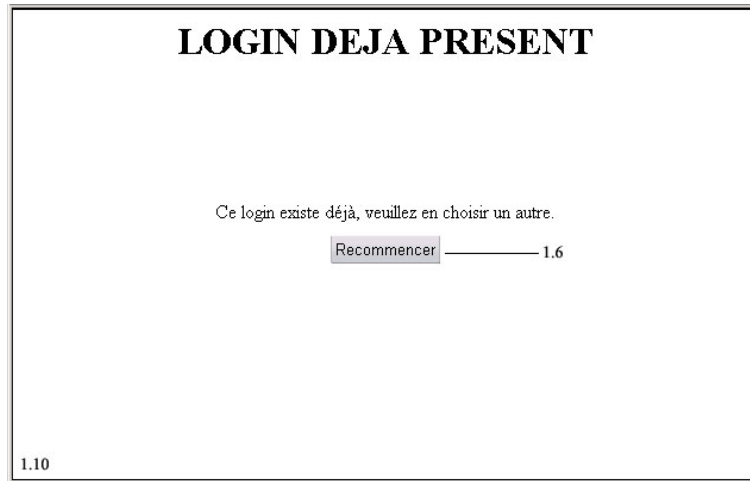 LOGIN DEJA PRESENT
Ce login existe déjà, veuillez en choisir un autre.
Recommencer 1.6
1.10